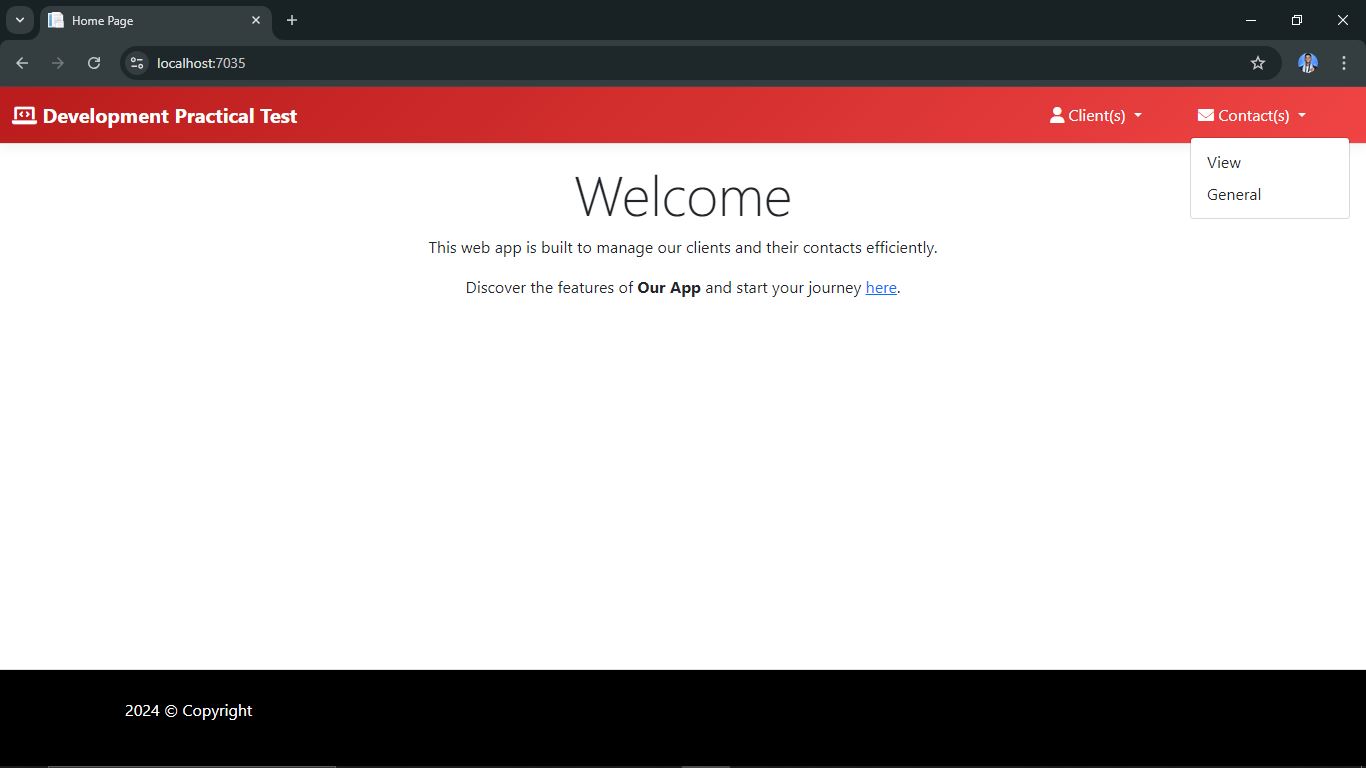 Home Page
localhost:7035
Development Practical Test
Client(s)
Contact(s)
View
General
Welcome
This web app is built to manage our clients and their contacts efficiently.
Discover the features of Our App and start your journey here.
2024 © Copyright